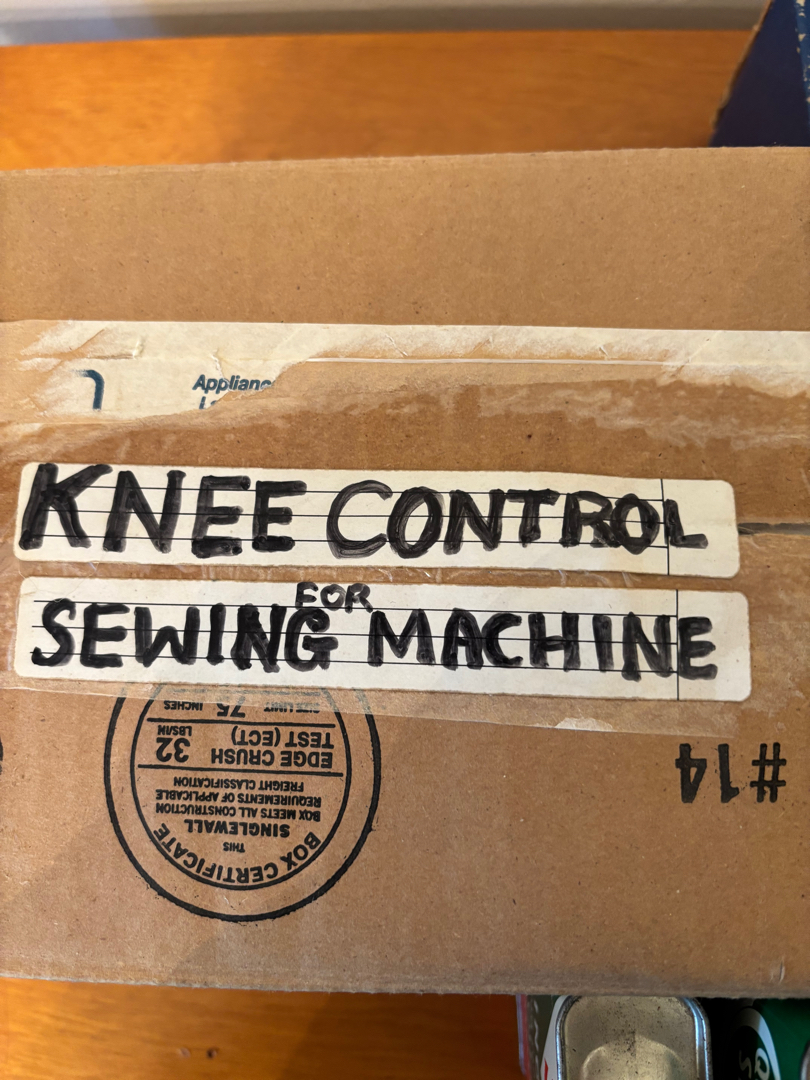 Appliance
KNEE CONTROL
FOR
SEWING MACHINE
#14
SIZE LIMIT 75 INCHES
EDGE CRUSH TEST (ECT) 32 LBS/IN
BOX MEETS ALL CONSTRUCTION
REQUIREMENTS OF APPLICABLE
FREIGHT CLASSIFICATION
SINGLEWALL
THIS
BOX CERTIFICATE